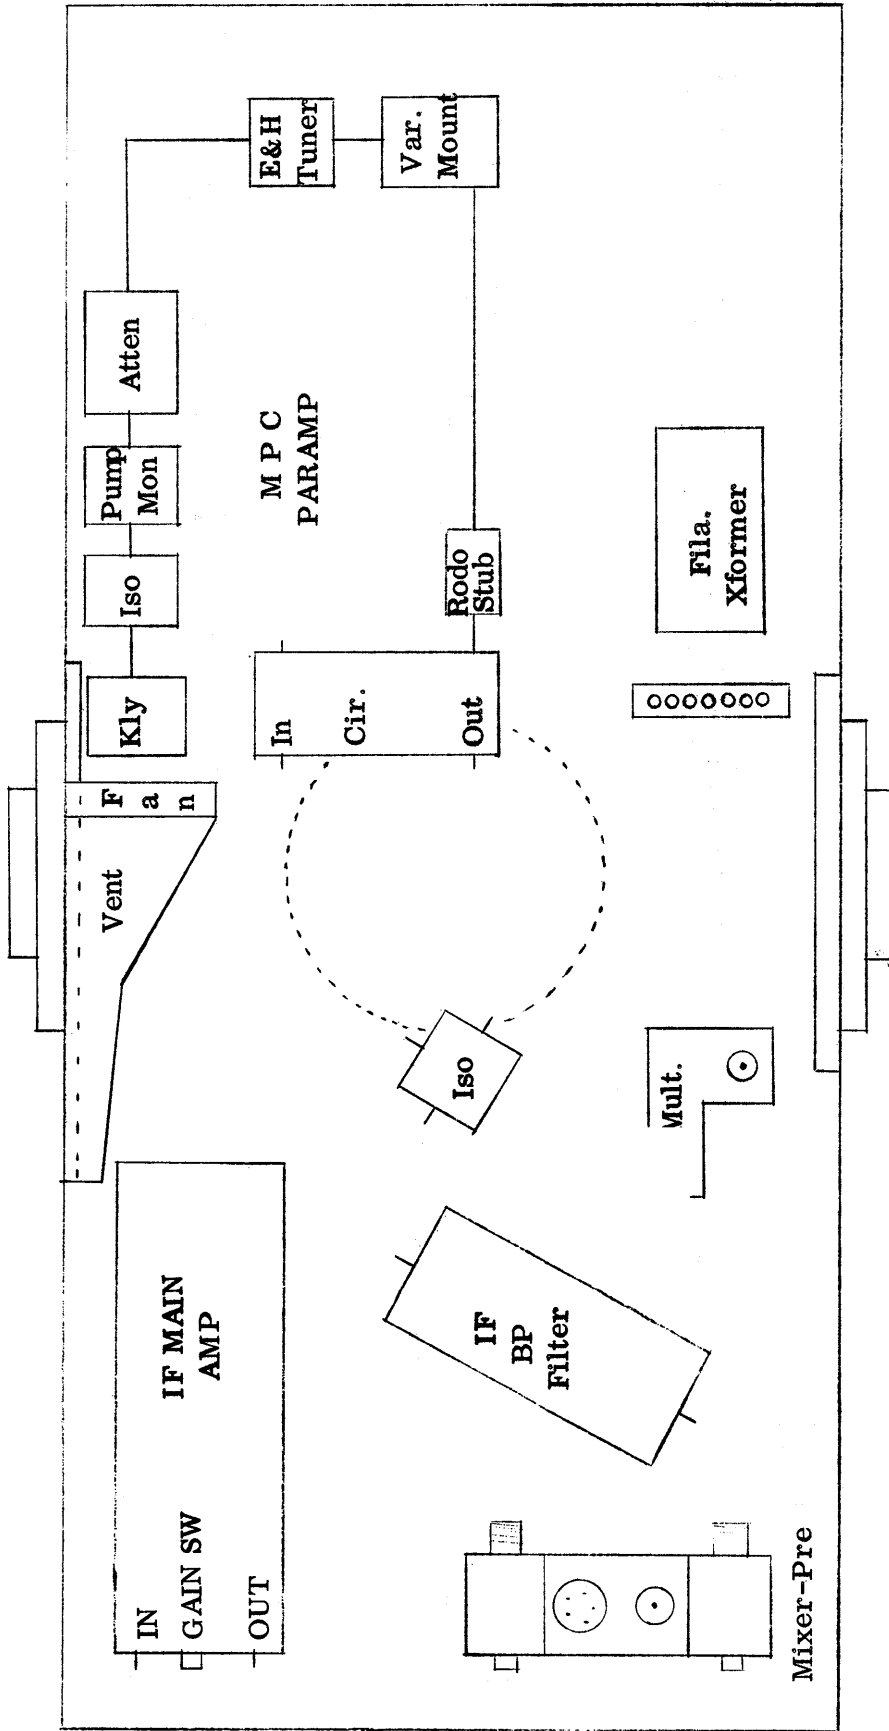 E&H
Tuner
Var.
Mount
Atten
Pump
Mon
Iso
Kly
M P C
PARAMP
Rodo
Stub
In
Cir.
Out
Fila.
Xformer
Fan
Vent
Iso
Mult.
IF MAIN
AMP
IN
GAIN SW
OUT
IF
BP
Filter
Mixer-Pre